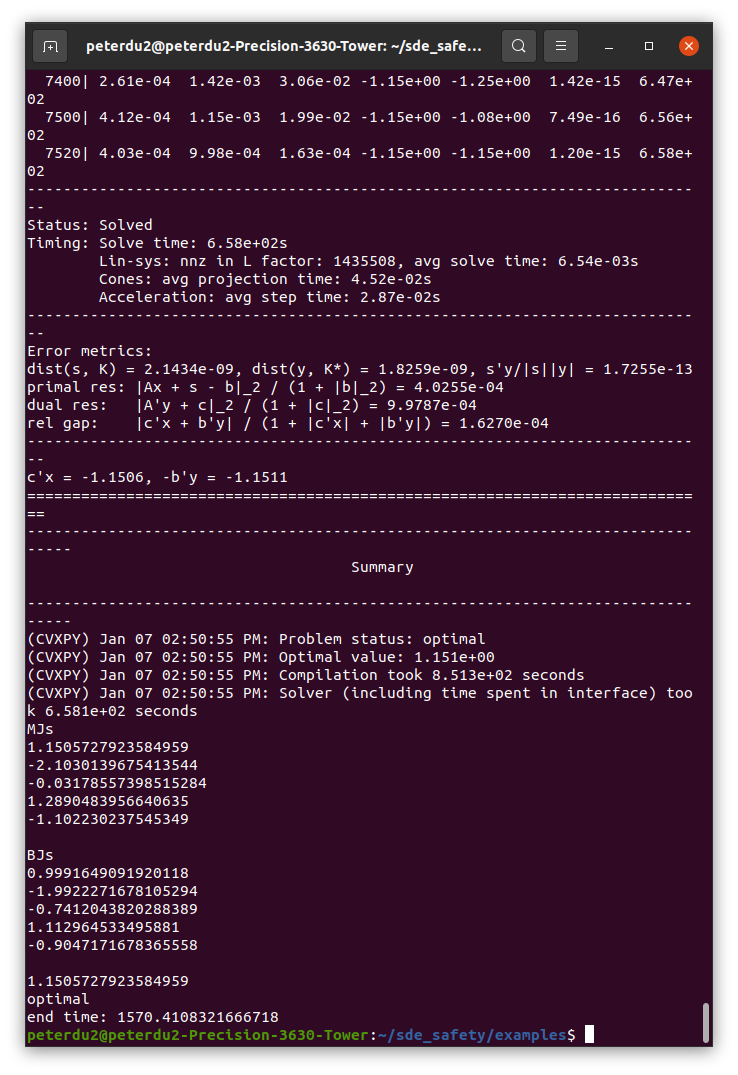 peterdu2@peterdu2-Precision-3630-Tower: ~/sde_safe...
7400| 2.61e-04  1.42e-03  3.06e-02 -1.15e+00 -1.25e+00  1.42e-15  6.47e+
02
7500| 4.12e-04  1.15e-03  1.99e-02 -1.15e+00 -1.08e+00  7.49e-16  6.56e+
02
7520| 4.03e-04  9.98e-04  1.63e-04 -1.15e+00 -1.15e+00  1.20e-15  6.58e+
02
--------------------------------------------------------------------------
--
Status: Solved
Timing: Solve time: 6.58e+02s
        Lin-sys: nnz in L factor: 1435508, avg solve time: 6.54e-03s
        Cones: avg projection time: 4.52e-02s
        Acceleration: avg step time: 2.87e-02s
--------------------------------------------------------------------------
--
Error metrics:
dist(s, K) = 2.1434e-09, dist(y, K*) = 1.8259e-09, s'y/|s||y| = 1.7255e-13
primal res: |Ax + s - b|_2 / (1 + |b|_2) = 4.0255e-04
dual res:   |A'y + c|_2 / (1 + |c|_2) = 9.9787e-04
rel gap:    |c'x + b'y| / (1 + |c'x| + |b'y|) = 1.6270e-04
--------------------------------------------------------------------------
--
c'x = -1.1506, -b'y = -1.1511
==========================================================================
==
--------------------------------------------------------------------------
-----
                                    Summary
--------------------------------------------------------------------------
-----
(CVXPY) Jan 07 02:50:55 PM: Problem status: optimal
(CVXPY) Jan 07 02:50:55 PM: Optimal value: 1.151e+00
(CVXPY) Jan 07 02:50:55 PM: Compilation took 8.513e+02 seconds
(CVXPY) Jan 07 02:50:55 PM: Solver (including time spent in interface) too
k 6.581e+02 seconds
MJs
1.1505727923584959
-2.1030139675413544
-0.03178557398515284
1.2890483956640635
-1.102230237545349
BJs
0.9991649091920118
-1.9922271678105294
-0.7412043820288389
1.112964533495881
-0.9047171678365558
1.1505727923584959
optimal
end time: 1570.4108321666718
peterdu2@peterdu2-Precision-3630-Tower:~/sde_safety/examples$